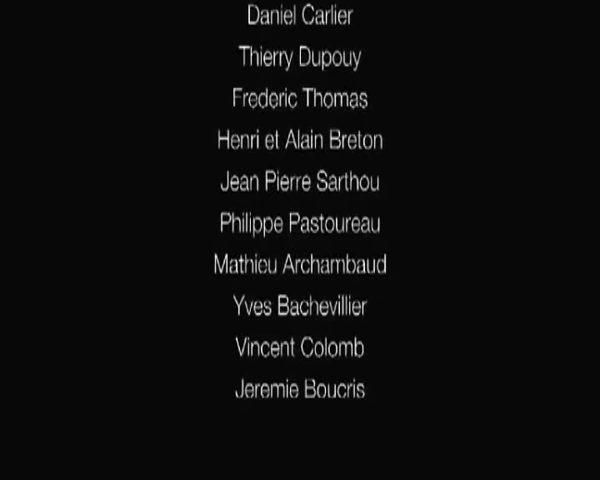 Daniel Carlier
Thierry Dupouy
Frederic Thomas
Henri et Alain Breton
Jean Pierre Sarthou
Philippe Pastoureau
Mathieu Archambaud
Yves Bachevillier
Vincent Colomb
Jeremie Boucris